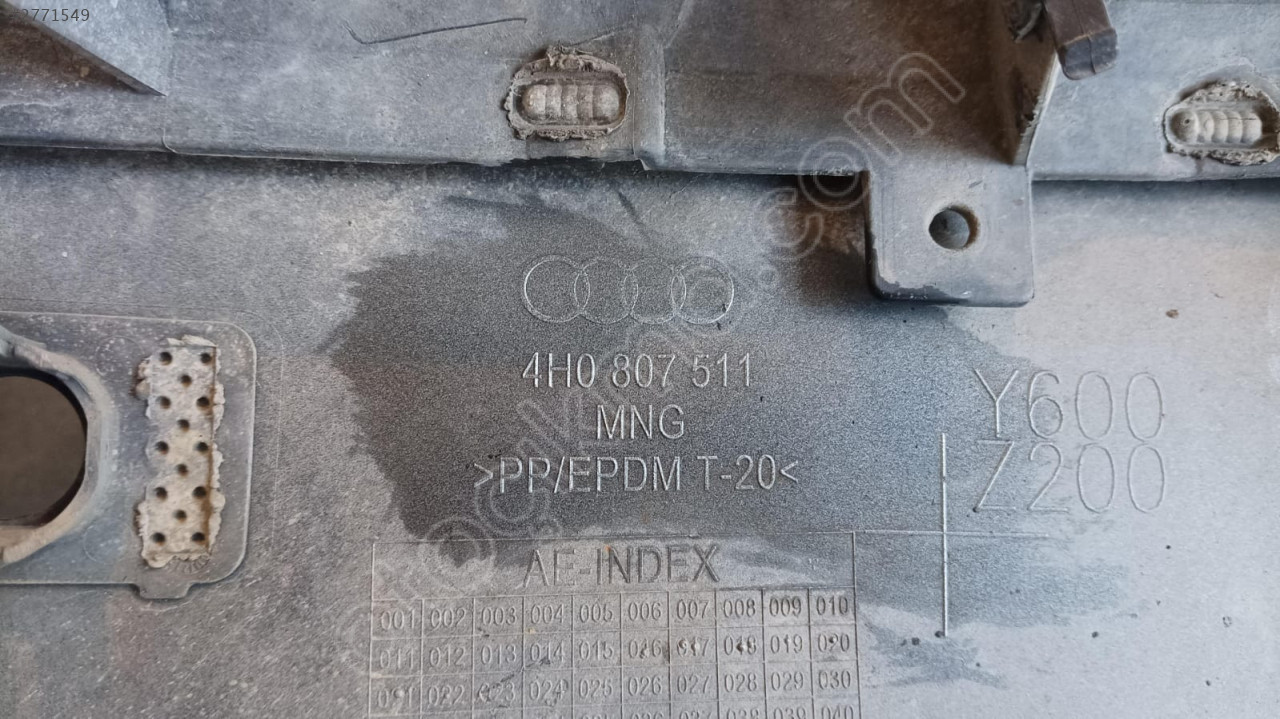 3771549
4H0 807 511
MNG
>PP/EPDM T-20<
Y600
Z200
AE-INDEX
001 002 003 004 005 006 007 008 009 010
011 012 013 014 015 016 017 018 019 020
021 022 023 024 025 026 027 028 029 030